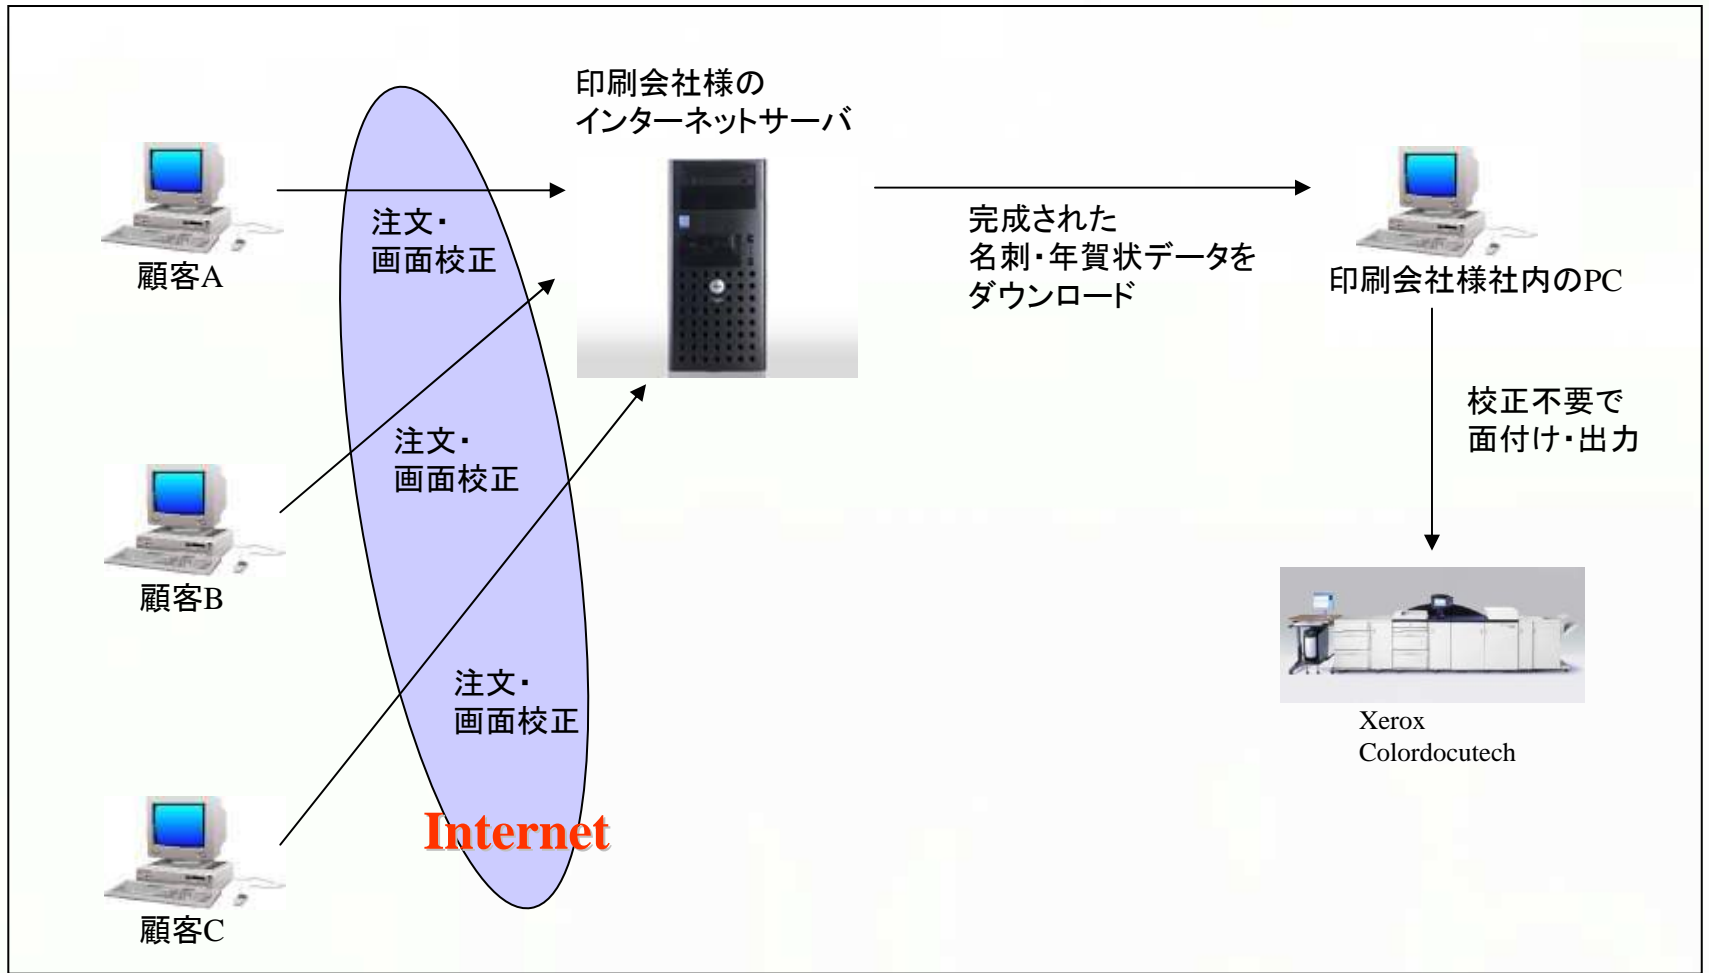 印刷会社様の
インターネットサーバ
顧客A
注文・
画面校正
完成された
名刺・年賀状データを
ダウンロード
印刷会社様社内のPC
校正不要で
面付け・出力
注文・
画面校正
顧客B
注文・
画面校正
Xerox
Colordocutech
Internet
顧客C